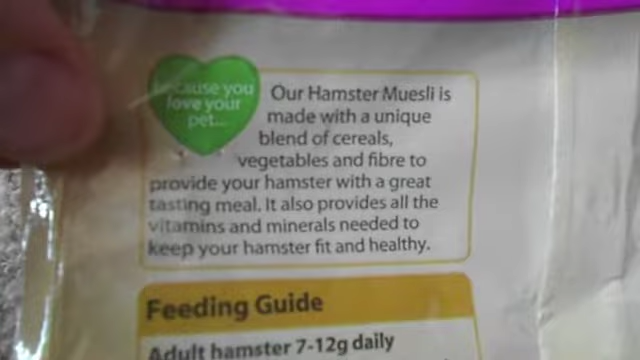 because you
love your
pet...
Our Hamster Muesli is
made with a unique
blend of cereals,
vegetables and fibre to
provide your hamster with a great
tasting meal. It also provides all the
vitamins and minerals needed to
keep your hamster fit and healthy.
Feeding Guide
Adult hamster 7-12g daily